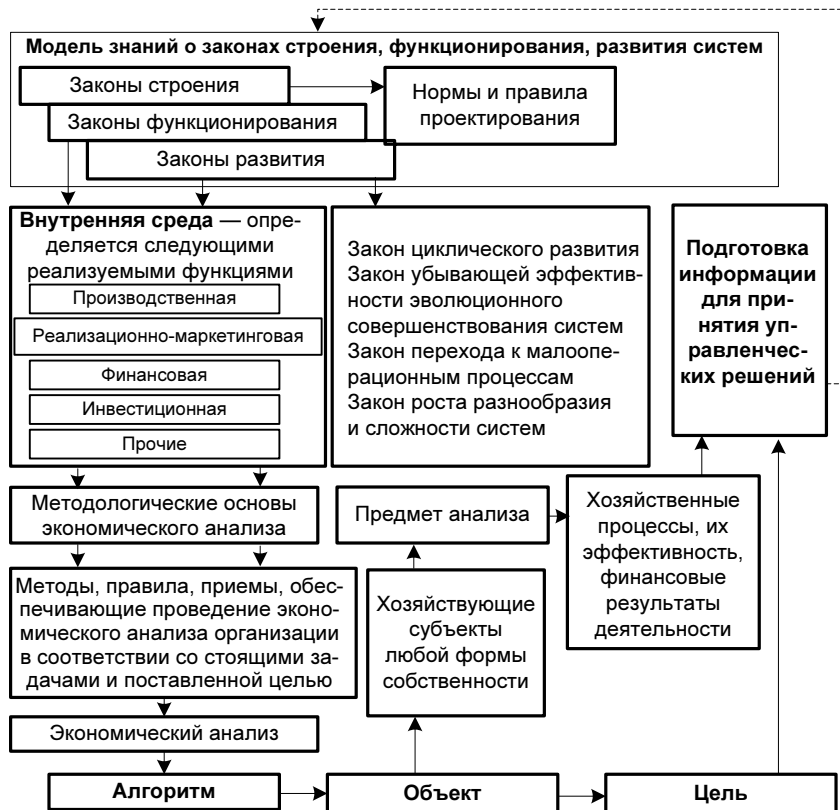 Модель знаний о законах строения, функционирования, развития систем
Законы строения
Законы функционирования
Законы развития
Нормы и правила
проектирования
Внутренняя среда — опре-
деляется следующими
реализуемыми функциями
Производственная
Реализационно-маркетинговая
Финансовая
Инвестиционная
Прочие
Закон циклического развития
Закон убывающей эффектив-
ности эволюционного
совершенствования систем
Закон перехода к малоопе-
рационным процессам
Закон роста разнообразия
и сложности систем
Подготовка
информации
для при-
нятия уп-
равленчес-
ких решений
Методологические основы
экономического анализа
Предмет анализа
Хозяйственные
процессы, их
эффективность,
финансовые
результаты
деятельности
Методы, правила, приемы, обес-
печивающие проведение эконо-
мического анализа организации
в соответствии со стоящими за-
дачами и поставленной целью
Хозяйствующие
субъекты
любой формы
собственности
Экономический анализ
Алгоритм
Объект
Цель